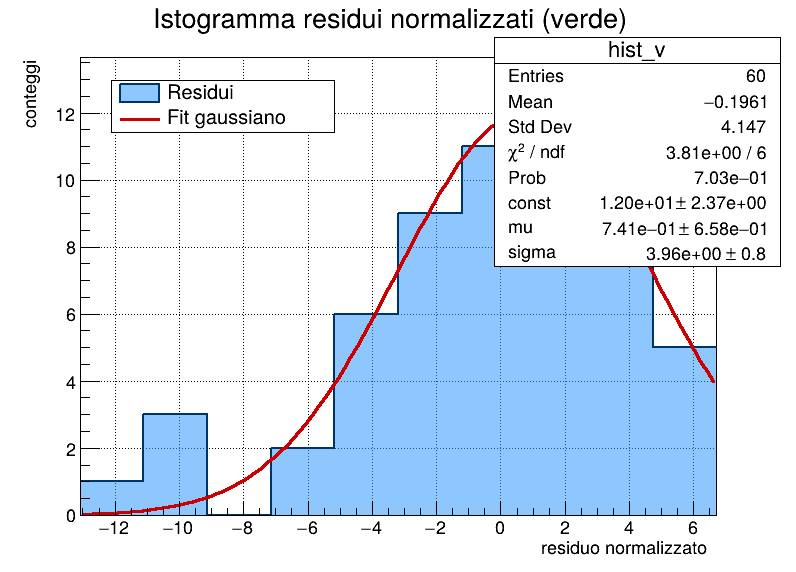 Istogramma residui normalizzati (verde)
hist_v
Entries 60
Mean −0.1961
Std Dev 4.147
χ² / ndf 3.81e+00 / 6
Prob 7.03e−01
const 1.20e+01± 2.37e+00
mu 7.41e−01± 6.58e−01
sigma 3.96e+00 ± 0.8
Residui
Fit gaussiano
conteggi
12
10
8
6
4
2
0
−12 −10 −8 −6 −4 −2 0 2 4 6
residuo normalizzato